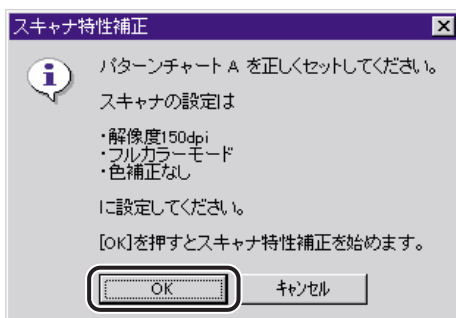 スキャナ特性補正
パターンチャート A を正しくセットしてください。
スキャナの設定は
・解像度150dpi
・フルカラーモード
・色補正なし
に設定してください。
[OK]を押すとスキャナ特性補正を始めます。
OK
キャンセル